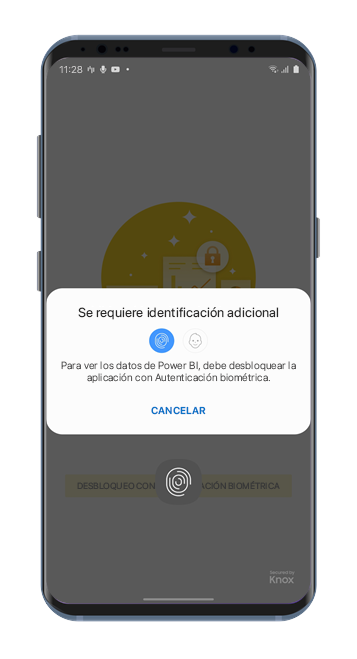 11:28
Se requiere identificación adicional
Para ver los datos de Power BI, debe desbloquear la
aplicación con Autenticación biométrica.
CANCELAR
DESBLOQUEO CON ACIÓN BIOMÉTRICA
Secured by
Knox